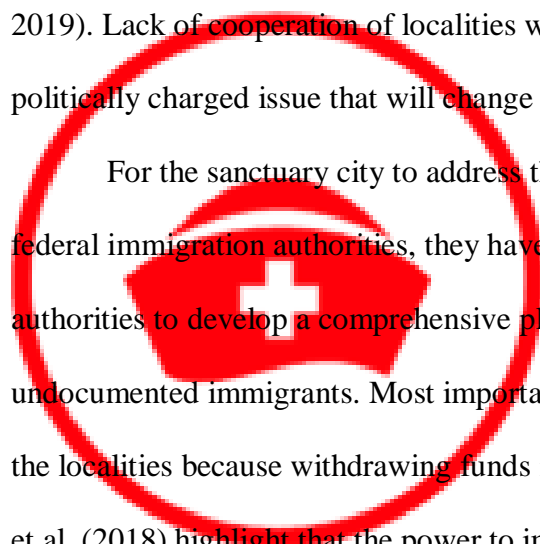 2019). Lack of cooperation of localities w
politically charged issue that will change
For the sanctuary city to address t
federal immigration authorities, they have
authorities to develop a comprehensive pl
undocumented immigrants. Most importa
the localities because withdrawing funds
et al. (2018) highlight that the power to i